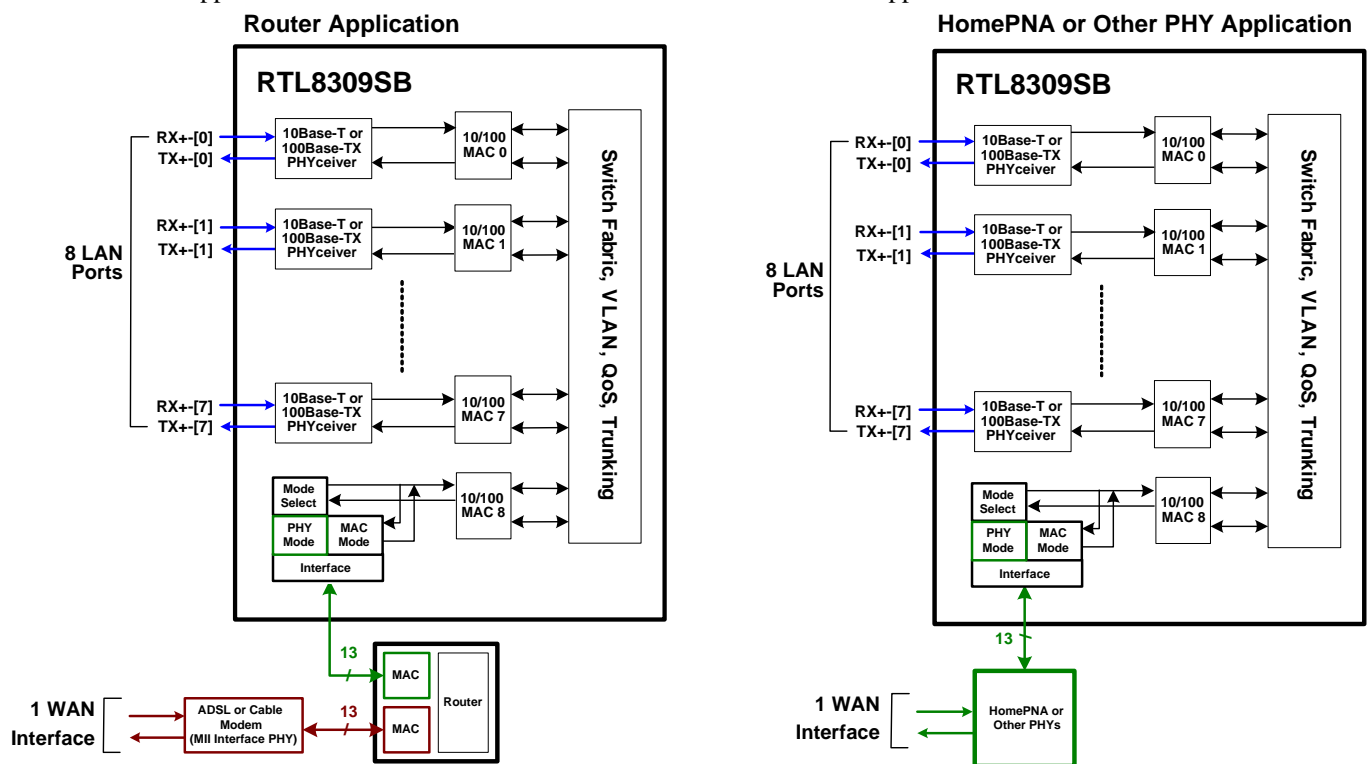 Router Application
RTL8309SB
RX+-[0]
TX+-[0]
10Base-T or
100Base-TX
PHYceiver
10/100
MAC 0
RX+-[1]
TX+-[1]
10Base-T or
100Base-TX
PHYceiver
10/100
MAC 1
8 LAN
Ports
RX+-[7]
TX+-[7]
10Base-T or
100Base-TX
PHYceiver
10/100
MAC 7
Switch Fabric, VLAN, QoS, Trunking
Mode
Select
PHY
Mode
MAC
Mode
Interface
10/100
MAC 8
13
MAC
Router
1 WAN
Interface
ADSL or Cable
Modem
(MII Interface PHY)
13
MAC
HomePNA or Other PHY Application
RTL8309SB
RX+-[0]
TX+-[0]
10Base-T or
100Base-TX
PHYceiver
10/100
MAC 0
RX+-[1]
TX+-[1]
10Base-T or
100Base-TX
PHYceiver
10/100
MAC 1
8 LAN
Ports
RX+-[7]
TX+-[7]
10Base-T or
100Base-TX
PHYceiver
10/100
MAC 7
Switch Fabric, VLAN, QoS, Trunking
Mode
Select
PHY
Mode
MAC
Mode
Interface
10/100
MAC 8
13
1 WAN
Interface
HomePNA or
Other PHYs